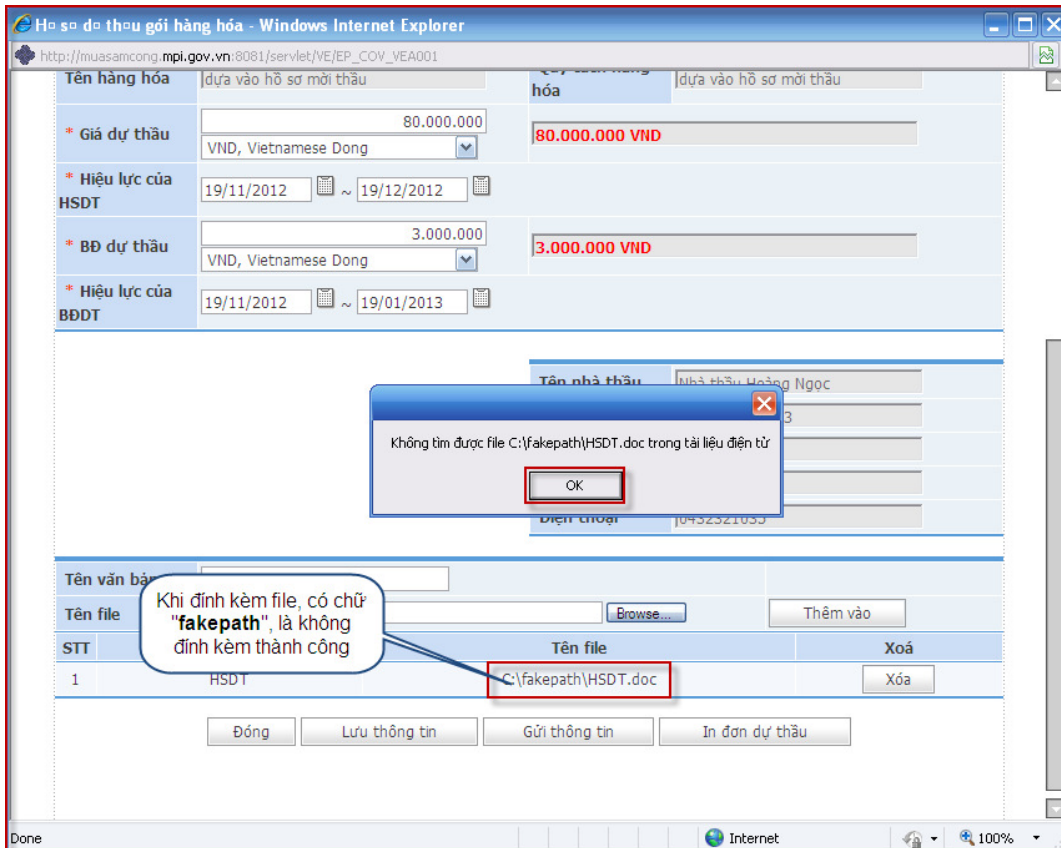 Hồ sơ dự thầu gói hàng hóa - Windows Internet Explorer
http://muasamcong.mpi.gov.vn:8081/servlet/VE/EP_COV_VEA001
Tên hàng hóa dựa vào hồ sơ mời thầu Quy cách hàng hóa dựa vào hồ sơ mời thầu
* Giá dự thầu 80.000.000 80.000.000 VND
VND, Vietnamese Dong
* Hiệu lực của HSDT 19/11/2012 ~ 19/12/2012
* BĐ dự thầu 3.000.000 3.000.000 VND
VND, Vietnamese Dong
* Hiệu lực của BĐDT 19/11/2012 ~ 19/01/2013
Tên nhà thầu Nhà thầu Hoàng Ngọc
3
Không tìm được file C:\fakepath\HSDT.doc trong tài liệu điện tử
OK
Điện thoại 0432321035
Tên văn bản
Khi đính kèm file, có chữ
"fakepath", là không
đính kèm thành công
Tên file Browse... Thêm vào
STT Tên file Xoá
1 HSDT C:\fakepath\HSDT.doc Xóa
Đóng Lưu thông tin Gửi thông tin In đơn dự thầu
Done Internet 100%